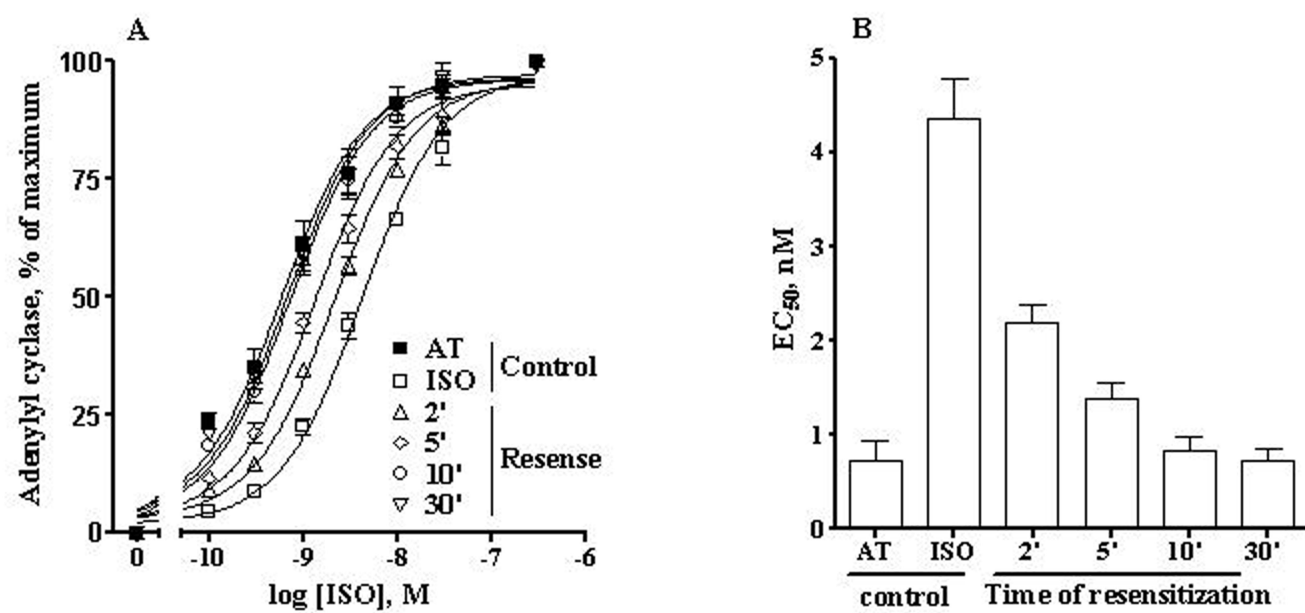 A
Adenylyl cyclase, % of maximum
100
75
50
25
0
0
-10
-9
-8
-7
-6
log [ISO], M
AT
ISO
Control
2'
5'
10'
30'
Resense
B
EC50, nM
5
4
3
2
1
0
AT ISO 2' 5' 10' 30'
control Time of resensitization